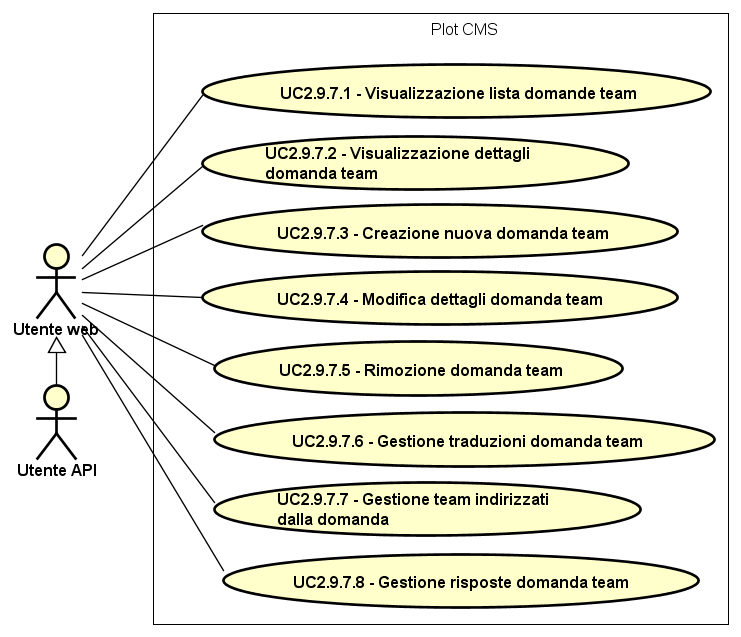 Plot CMS
UC2.9.7.1 - Visualizzazione lista domande team
UC2.9.7.2 - Visualizzazione dettagli
domanda team
UC2.9.7.3 - Creazione nuova domanda team
UC2.9.7.4 - Modifica dettagli domanda team
Utente web
UC2.9.7.5 - Rimozione domanda team
UC2.9.7.6 - Gestione traduzioni domanda team
Utente API
UC2.9.7.7 - Gestione team indirizzati
dalla domanda
UC2.9.7.8 - Gestione risposte domanda team